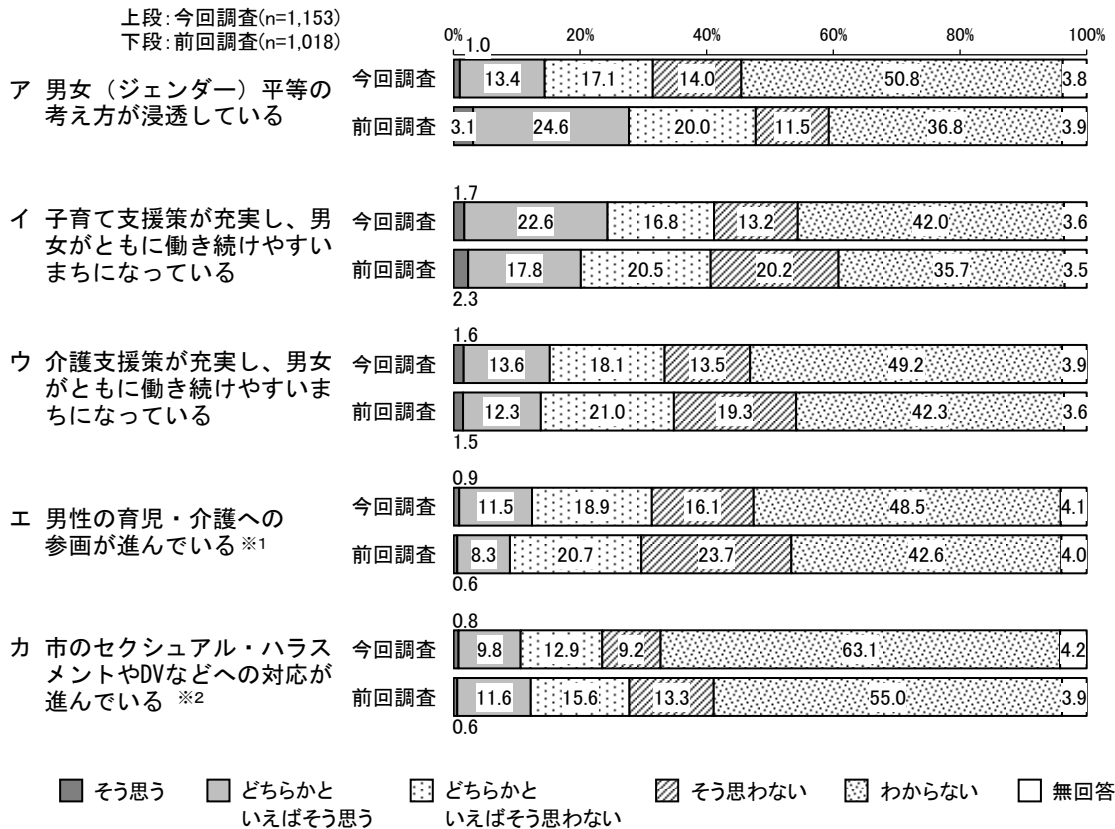 上段：今回調査(n=1,153)
下段：前回調査(n=1,018)
0% 20% 40% 60% 80% 100%
ア 男女（ジェンダー）平等の
考え方が浸透している
今回調査 1.0 13.4 17.1 14.0 50.8 3.8
前回調査 3.1 24.6 20.0 11.5 36.8 3.9
イ 子育て支援策が充実し、男
女がともに働き続けやすい
まちになっている
1.7
今回調査 22.6 16.8 13.2 42.0 3.6
前回調査 17.8 20.5 20.2 35.7 3.5
2.3
ウ 介護支援策が充実し、男女
がともに働き続けやすいま
ちになっている
1.6
今回調査 13.6 18.1 13.5 49.2 3.9
前回調査 12.3 21.0 19.3 42.3 3.6
1.5
エ 男性の育児・介護への
参画が進んでいる ※1
0.9
今回調査 11.5 18.9 16.1 48.5 4.1
前回調査 8.3 20.7 23.7 42.6 4.0
0.6
カ 市のセクシュアル・ハラス
メントやDVなどへの対応が
進んでいる ※2
0.8
今回調査 9.8 12.9 9.2 63.1 4.2
前回調査 11.6 15.6 13.3 55.0 3.9
0.6
そう思う
どちらかと
いえばそう思う
どちらかと
いえばそう思わない
そう思わない
わからない
無回答